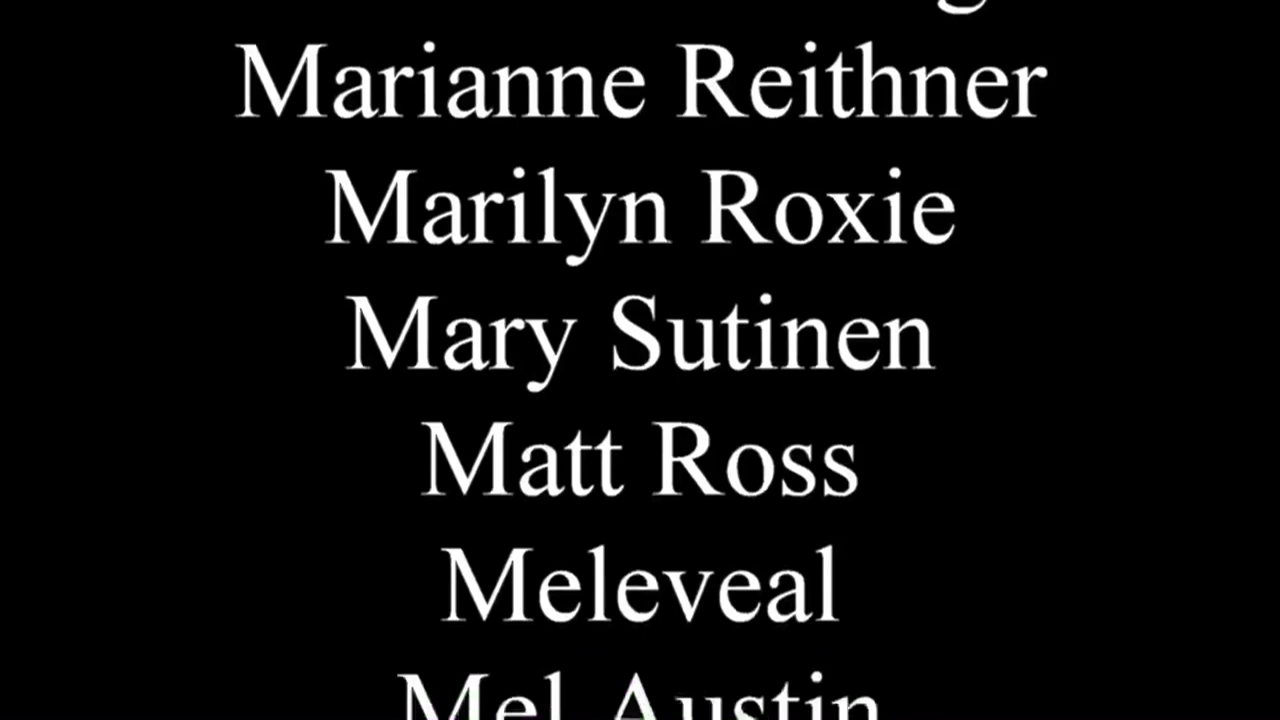 Marianne Reithner
Marilyn Roxie
Mary Sutinen
Matt Ross
Meleveal
Mel Austin